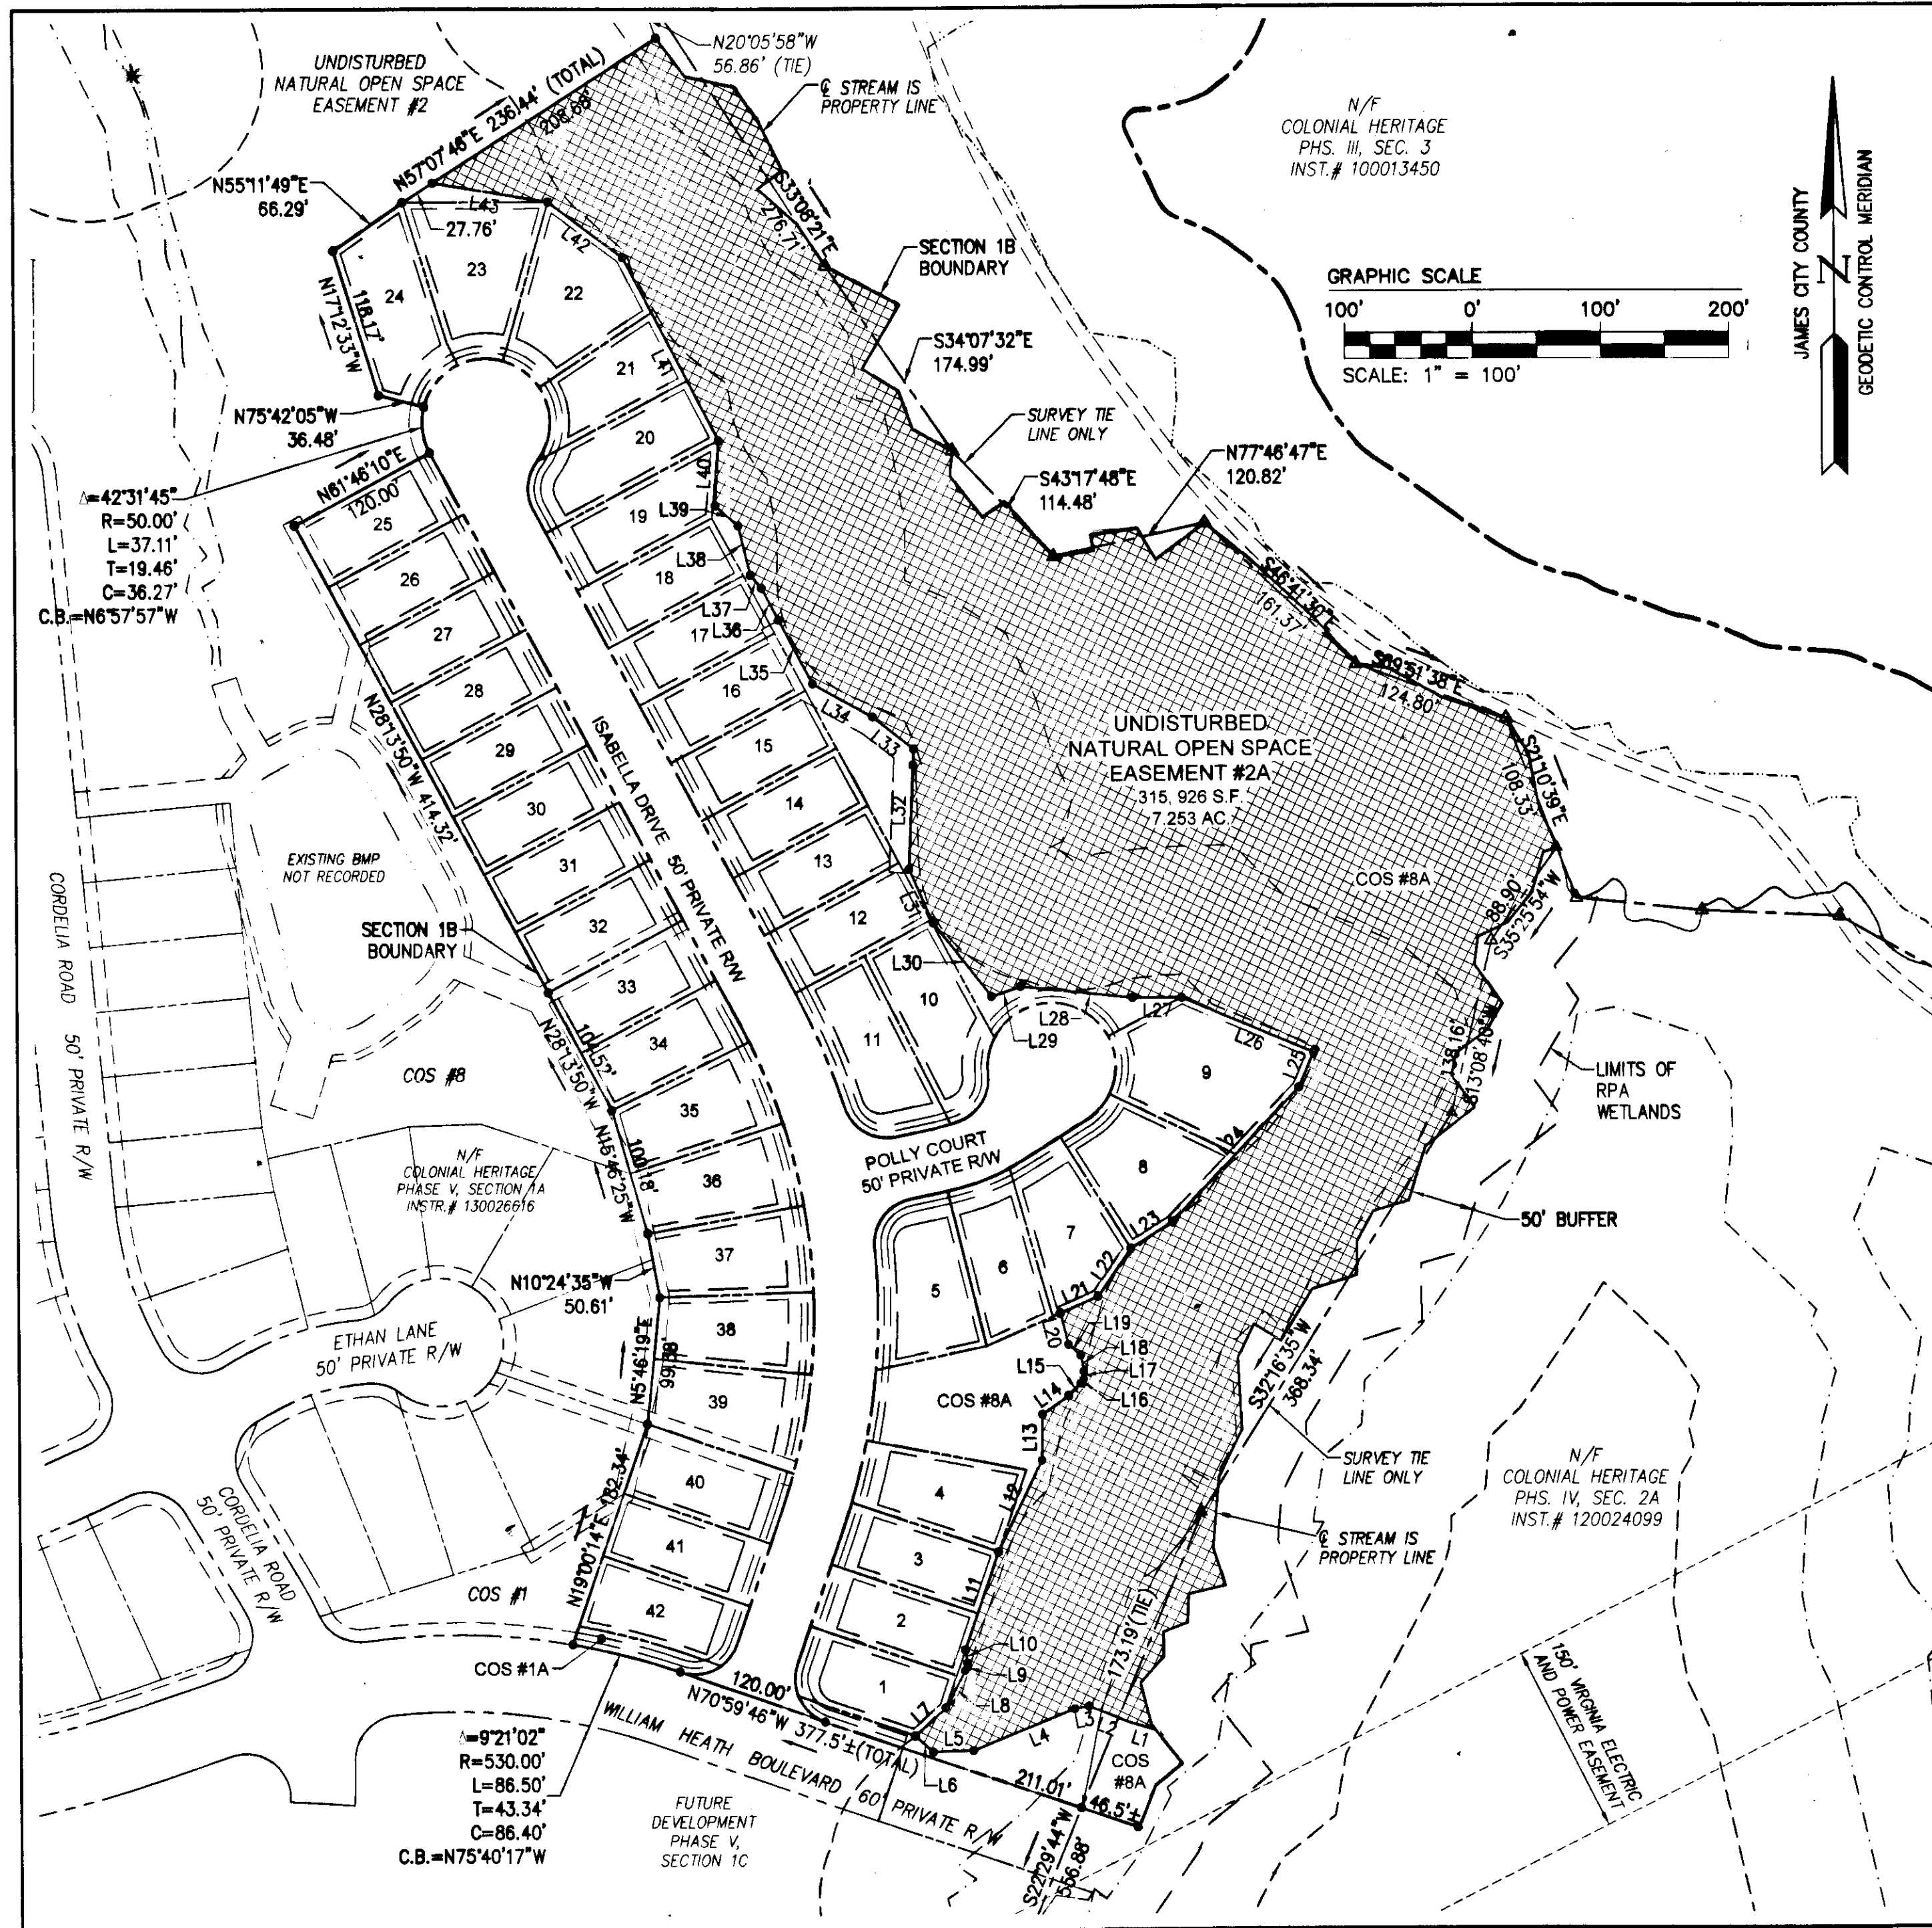 UNDISTURBED
NATURAL OPEN SPACE
EASEMENT #2
N20°05'58"W
56.86' (TIE)
℄ STREAM IS
PROPERTY LINE
N57°07'46"E 236.44' (TOTAL)
208.68'
N55°11'49"E
66.29'
27.76'
L43
L42
S33°08'21"E
276.71'
SECTION 1B
BOUNDARY
N/F
COLONIAL HERITAGE
PHS. III, SEC. 3
INST.# 100013450
GRAPHIC SCALE
100' 0' 100' 200'
SCALE: 1" = 100'
JAMES CITY COUNTY
N
GEODETIC CONTROL MERIDIAN
24
23
22
21
L41
20
L40
N17°12'33"W
118.17'
N75°42'05"W
36.48'
S34°07'32"E
174.99'
SURVEY TIE
LINE ONLY
S43°17'48"E
114.48'
N77°46'47"E
120.82'
N61°46'10"E
120.00'
Δ=42°31'45"
R=50.00'
L=37.11'
T=19.46'
C=36.27'
C.B.=N6°57'57"W
25
26
27
28
29
30
31
32
33
34
35
36
37
38
39
40
41
42
19
L39
18
L38
L37
17
L36
L35
16
L34
15
L33
14
L32
13
12
L31
11
10
L30
L29
L28
L27
L26
L25
9
S46°41'30"E
161.37'
S69°51'38"E
124.80'
S21°10'39"E
108.33'
88.90'
S35°25'54"W
138.16'
S13°08'40"W
UNDISTURBED
NATURAL OPEN SPACE
EASEMENT #2A
315, 926 S.F.
7.253 AC.
COS #8A
ISABELLA DRIVE 50' PRIVATE R/W
N28°13'50"W 414.32'
EXISTING BMP
NOT RECORDED
SECTION 1B
BOUNDARY
CORDELIA ROAD 50' PRIVATE R/W
N28°13'50"W
104.52'
COS #8
N/F
COLONIAL HERITAGE
PHASE V, SECTION 1A
INSTR.# 130026616
N15°46'25"W
100.18'
LIMITS OF
RPA
WETLANDS
POLLY COURT
50' PRIVATE R/W
L24
8
7
6
5
L23
L22
L21
L20
L19
L18
L17
L16
L15
L14
L13
L12
50' BUFFER
N10°24'35"W
50.61'
ETHAN LANE
50' PRIVATE R/W
N5°46'19"E
99.38'
COS #8A
S32°16'35"W
368.34'
SURVEY TIE
LINE ONLY
N/F
COLONIAL HERITAGE
PHS. IV, SEC. 2A
INST.# 120024099
℄ STREAM IS
PROPERTY LINE
CORDELIA ROAD
50' PRIVATE R/W
N19°00'14"E 182.34'
COS #1
COS #1A
4
3
2
1
L11
L10
L9
L8
L7
L6
L5
L4
L3
L2
L1
173.19' (TIE)
COS
#8A
120.00'
N70°59'46"W 377.5'±(TOTAL)
211.01'
46.5'±
WILLIAM HEATH BOULEVARD 60' PRIVATE R/W
S22°29'44"W
556.88'
150' VIRGINIA ELECTRIC
AND POWER EASEMENT
Δ=9°21'02"
R=530.00'
L=86.50'
T=43.34'
C=86.40'
C.B.=N75°40'17"W
FUTURE
DEVELOPMENT
PHASE V,
SECTION 1C